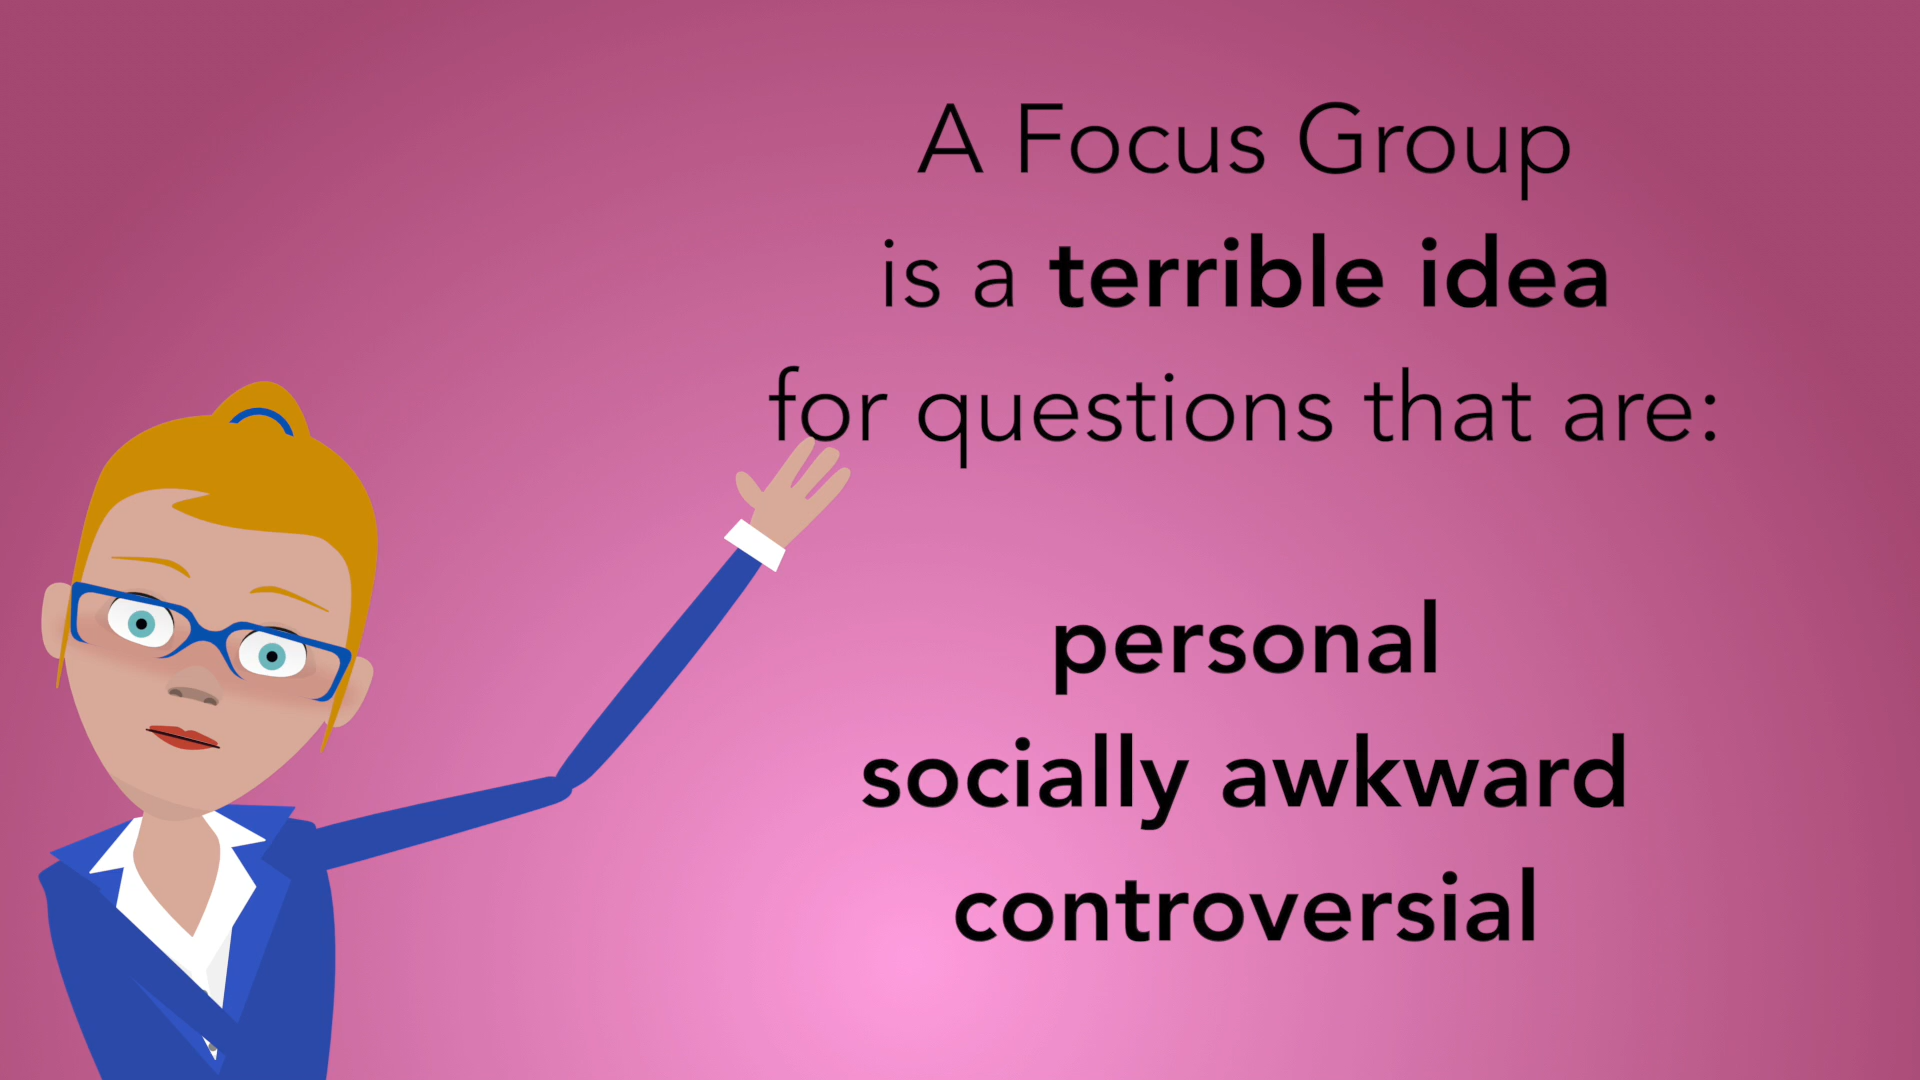 A Focus Group
is a terrible idea
for questions that are:
personal
socially awkward
controversial